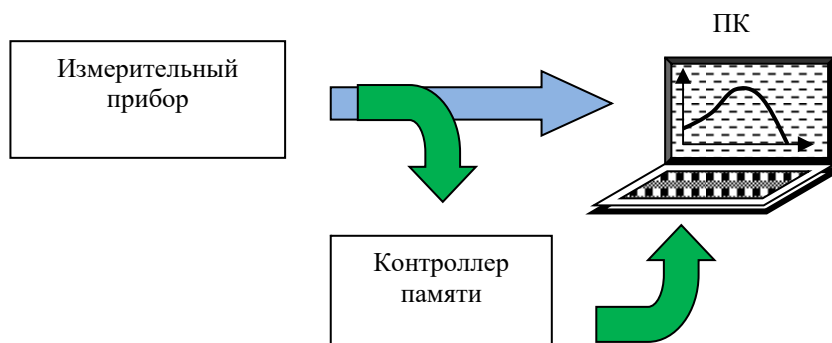 ПК
Измерительный
прибор
Контроллер
памяти